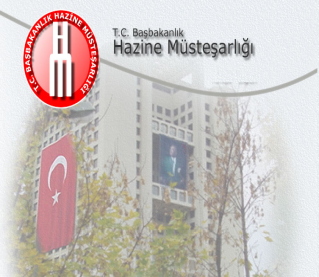 T.C. BAŞBAKANLIK HAZİNE MÜSTEŞARLIĞI
T.C. Başbakanlık
Hazine Müsteşarlığı